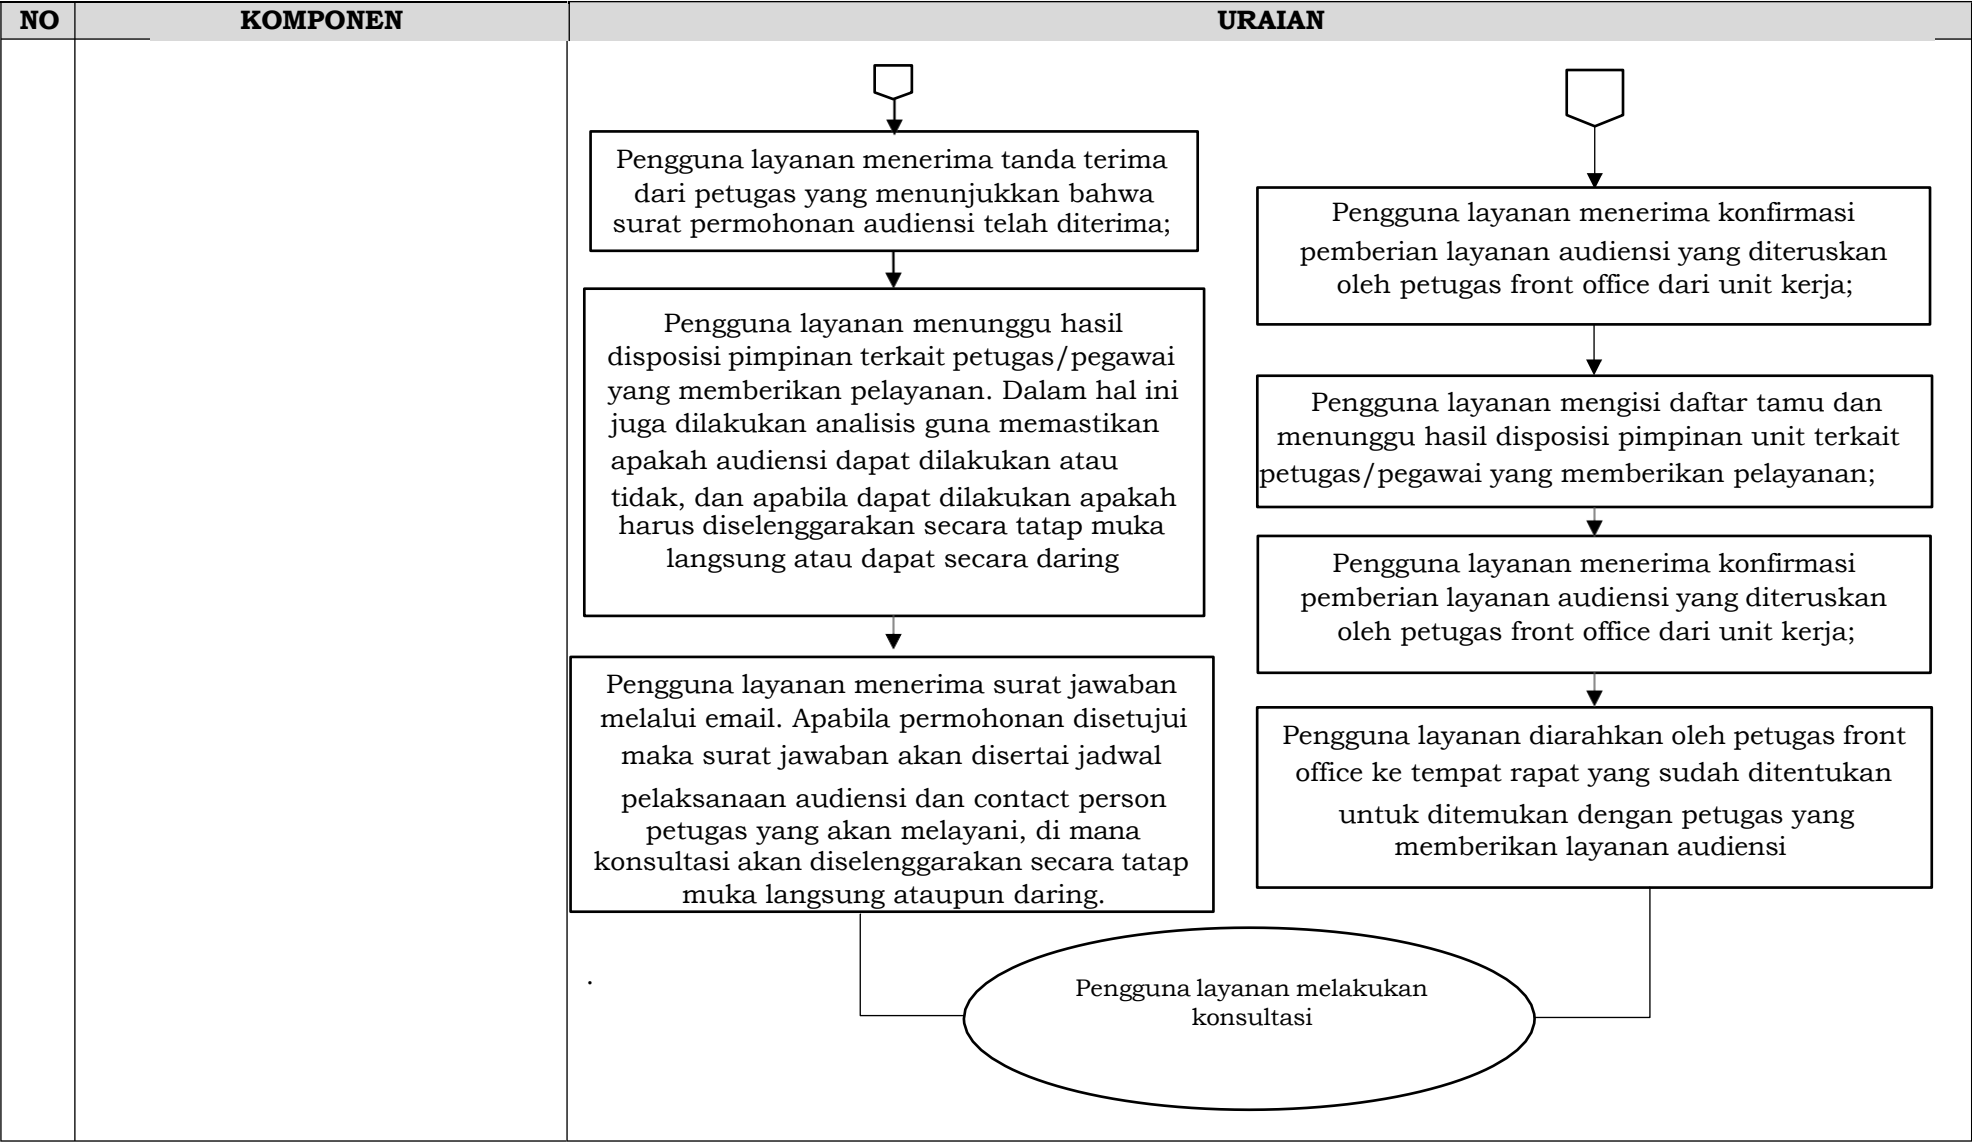 NO
KOMPONEN
URAIAN
Pengguna layanan menerima tanda terima
dari petugas yang menunjukkan bahwa
surat permohonan audiensi telah diterima;
Pengguna layanan menunggu hasil
disposisi pimpinan terkait petugas/pegawai
yang memberikan pelayanan. Dalam hal ini
juga dilakukan analisis guna memastikan
apakah audiensi dapat dilakukan atau
tidak, dan apabila dapat dilakukan apakah
harus diselenggarakan secara tatap muka
langsung atau dapat secara daring
Pengguna layanan menerima surat jawaban
melalui email. Apabila permohonan disetujui
maka surat jawaban akan disertai jadwal
pelaksanaan audiensi dan contact person
petugas yang akan melayani, di mana
konsultasi akan diselenggarakan secara tatap
muka langsung ataupun daring.
.
Pengguna layanan menerima konfirmasi
pemberian layanan audiensi yang diteruskan
oleh petugas front office dari unit kerja;
Pengguna layanan mengisi daftar tamu dan
menunggu hasil disposisi pimpinan unit terkait
petugas/pegawai yang memberikan pelayanan;
Pengguna layanan menerima konfirmasi
pemberian layanan audiensi yang diteruskan
oleh petugas front office dari unit kerja;
Pengguna layanan diarahkan oleh petugas front
office ke tempat rapat yang sudah ditentukan
untuk ditemukan dengan petugas yang
memberikan layanan audiensi
Pengguna layanan melakukan
konsultasi